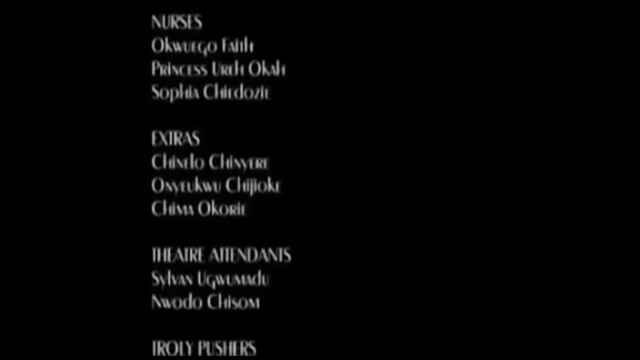 NURSES
Okwuego Faith
Princess Ureh Okah
Sophia Chiedozie
EXTRAS
Chinelo Chinyere
Onyeukwu Chijioke
Chima Okorie
THEATRE ATTENDANTS
Sylvan Ugwumadu
Nwodo Chisom
TROLY PUSHERS